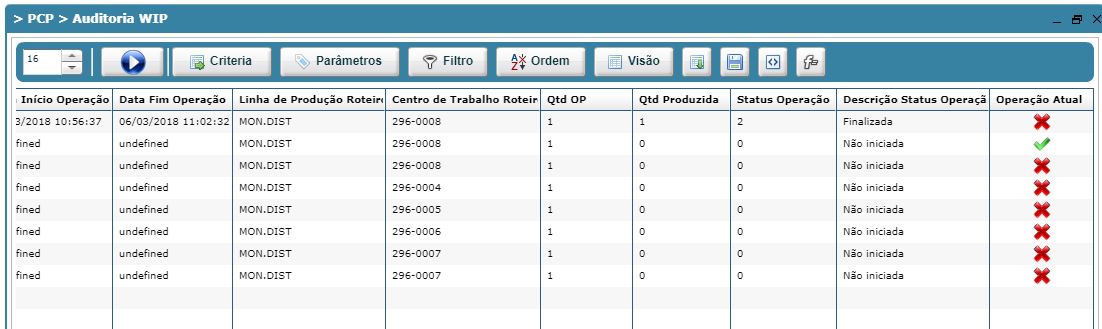 > PCP > Auditoria WIP
16 Criteria Parâmetros Filtro Ordem Visão
Início Operação Data Fim Operação Linha de Produção Roteiro Centro de Trabalho Roteir Qtd OP Qtd Produzida Status Operação Descrição Status Operaçã Operação Atual
3/2018 10:56:37 06/03/2018 11:02:32 MON.DIST 296-0008 1 1 2 Finalizada
fined undefined MON.DIST 296-0008 1 0 0 Não iniciada
fined undefined MON.DIST 296-0008 1 0 0 Não iniciada
fined undefined MON.DIST 296-0004 1 0 0 Não iniciada
fined undefined MON.DIST 296-0005 1 0 0 Não iniciada
fined undefined MON.DIST 296-0006 1 0 0 Não iniciada
fined undefined MON.DIST 296-0007 1 0 0 Não iniciada
fined undefined MON.DIST 296-0007 1 0 0 Não iniciada